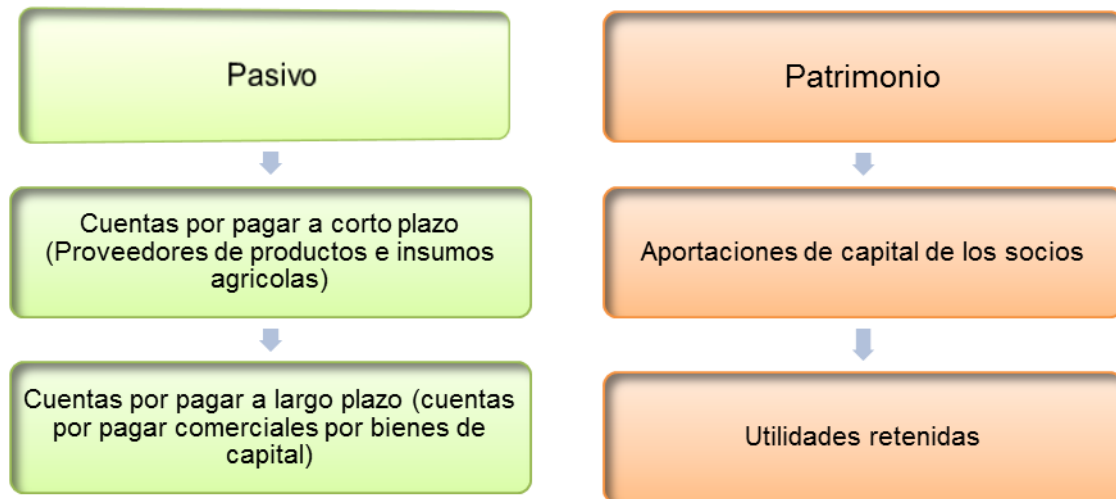 Pasivo
Cuentas por pagar a corto plazo
(Proveedores de productos e insumos
agricolas)
Cuentas por pagar a largo plazo (cuentas
por pagar comerciales por bienes de
capital)
Patrimonio
Aportaciones de capital de los socios
Utilidades retenidas